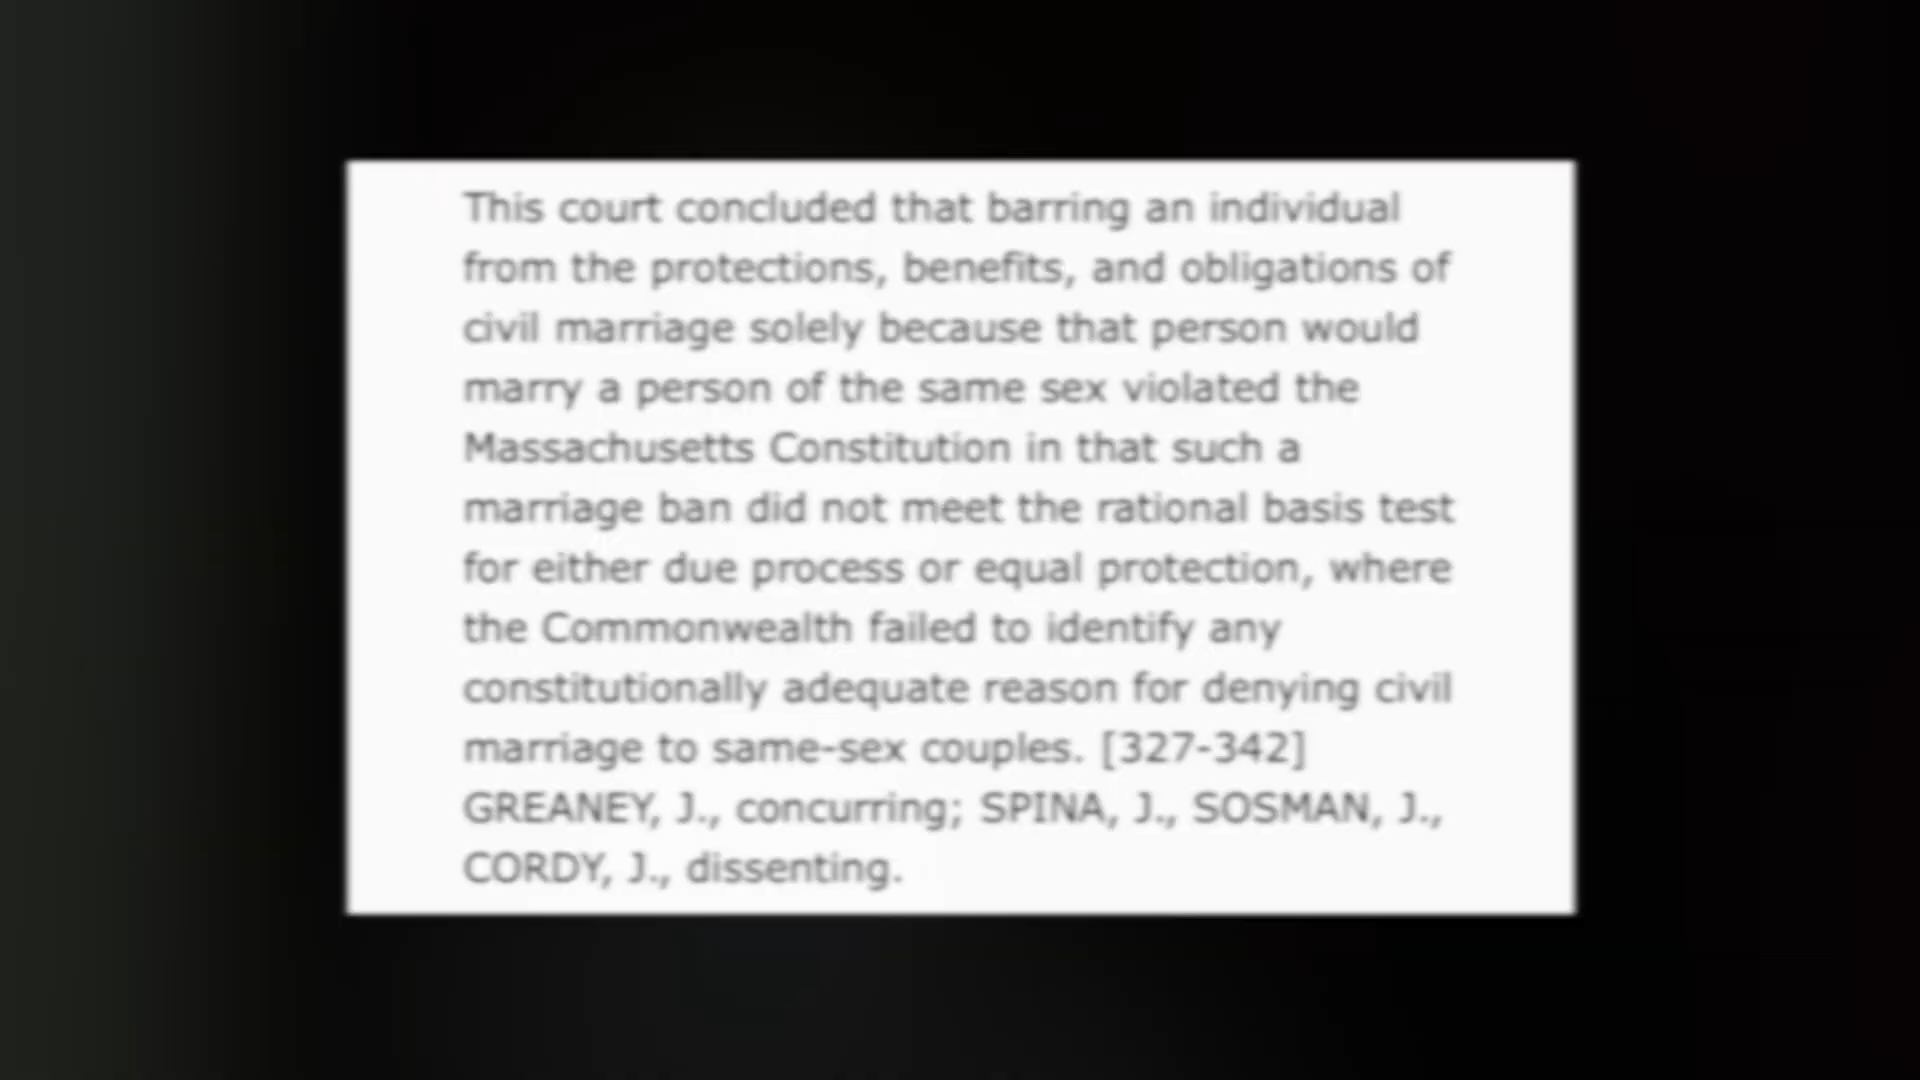 This court concluded that barring an individual
from the protections, benefits, and obligations of
civil marriage solely because that person would
marry a person of the same sex violated the
Massachusetts Constitution in that such a
marriage ban did not meet the rational basis test
for either due process or equal protection, where
the Commonwealth failed to identify any
constitutionally adequate reason for denying civil
marriage to same-sex couples. [327-342]
GREANEY, J., concurring; SPINA, J., SOSMAN, J.,
CORDY, J., dissenting.